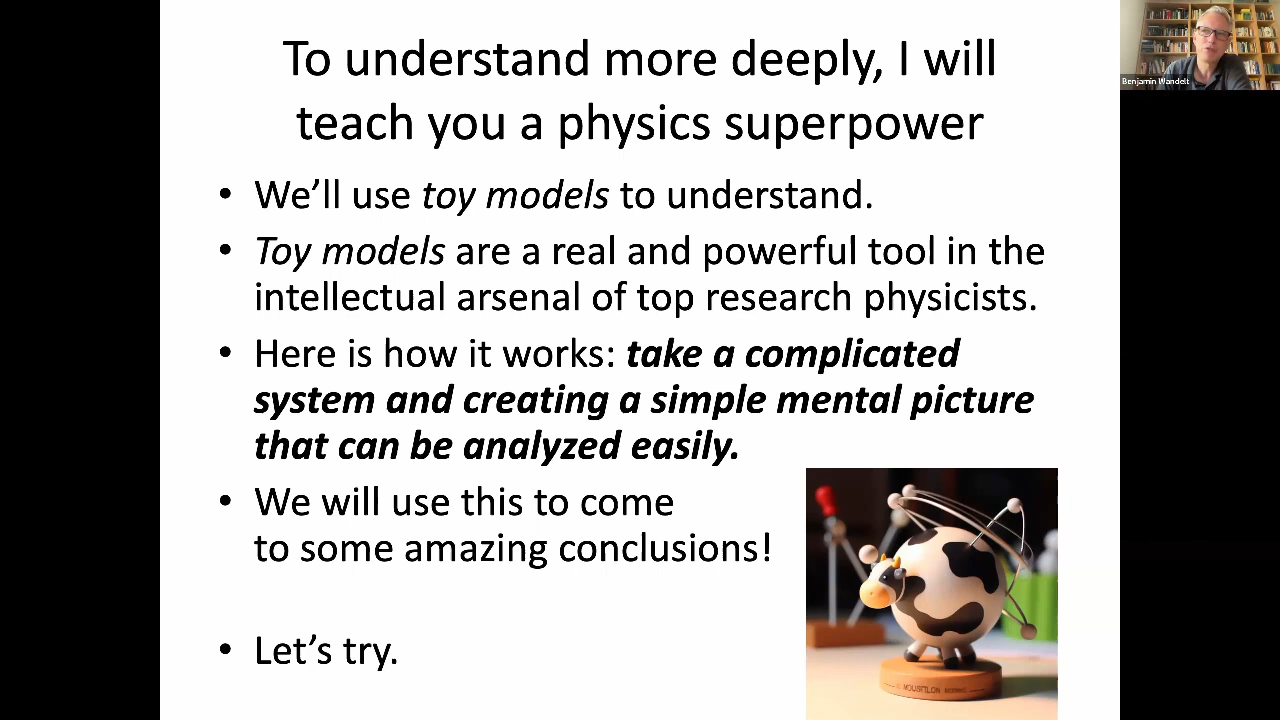 To understand more deeply, I will
teach you a physics superpower
• We’ll use toy models to understand.
• Toy models are a real and powerful tool in the
intellectual arsenal of top research physicists.
• Here is how it works: take a complicated
system and creating a simple mental picture
that can be analyzed easily.
• We will use this to come
to some amazing conclusions!
• Let’s try.
Benjamin Wandelt